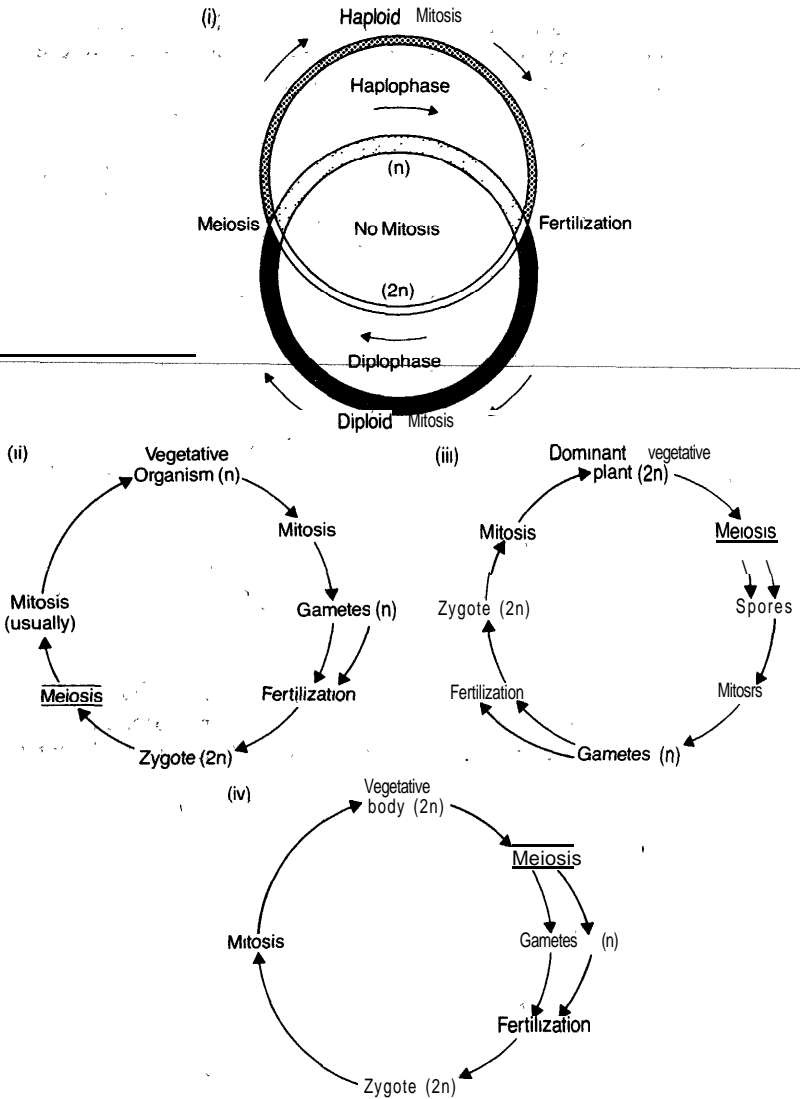 (i)
Haploid Mitosis
Haplophase
(n)
Meiosis
No Mitosis
Fertilization
(2n)
Diplophase
Diploid Mitosis
(ii)
Vegetative
Organism (n)
Mitosis
Gametes (n)
Fertilization
Zygote (2n)
Meiosis
Mitosis
(usually)
(iii)
Dominant vegetative
plant (2n)
Meiosis
Spores
Mitosrs
Gametes (n)
Fertilization
Zygote (2n)
Mitosis
(iv)
Vegetative
body (2n)
Meiosis
Gametes (n)
Fertilization
Zygote (2n)
Mitosis